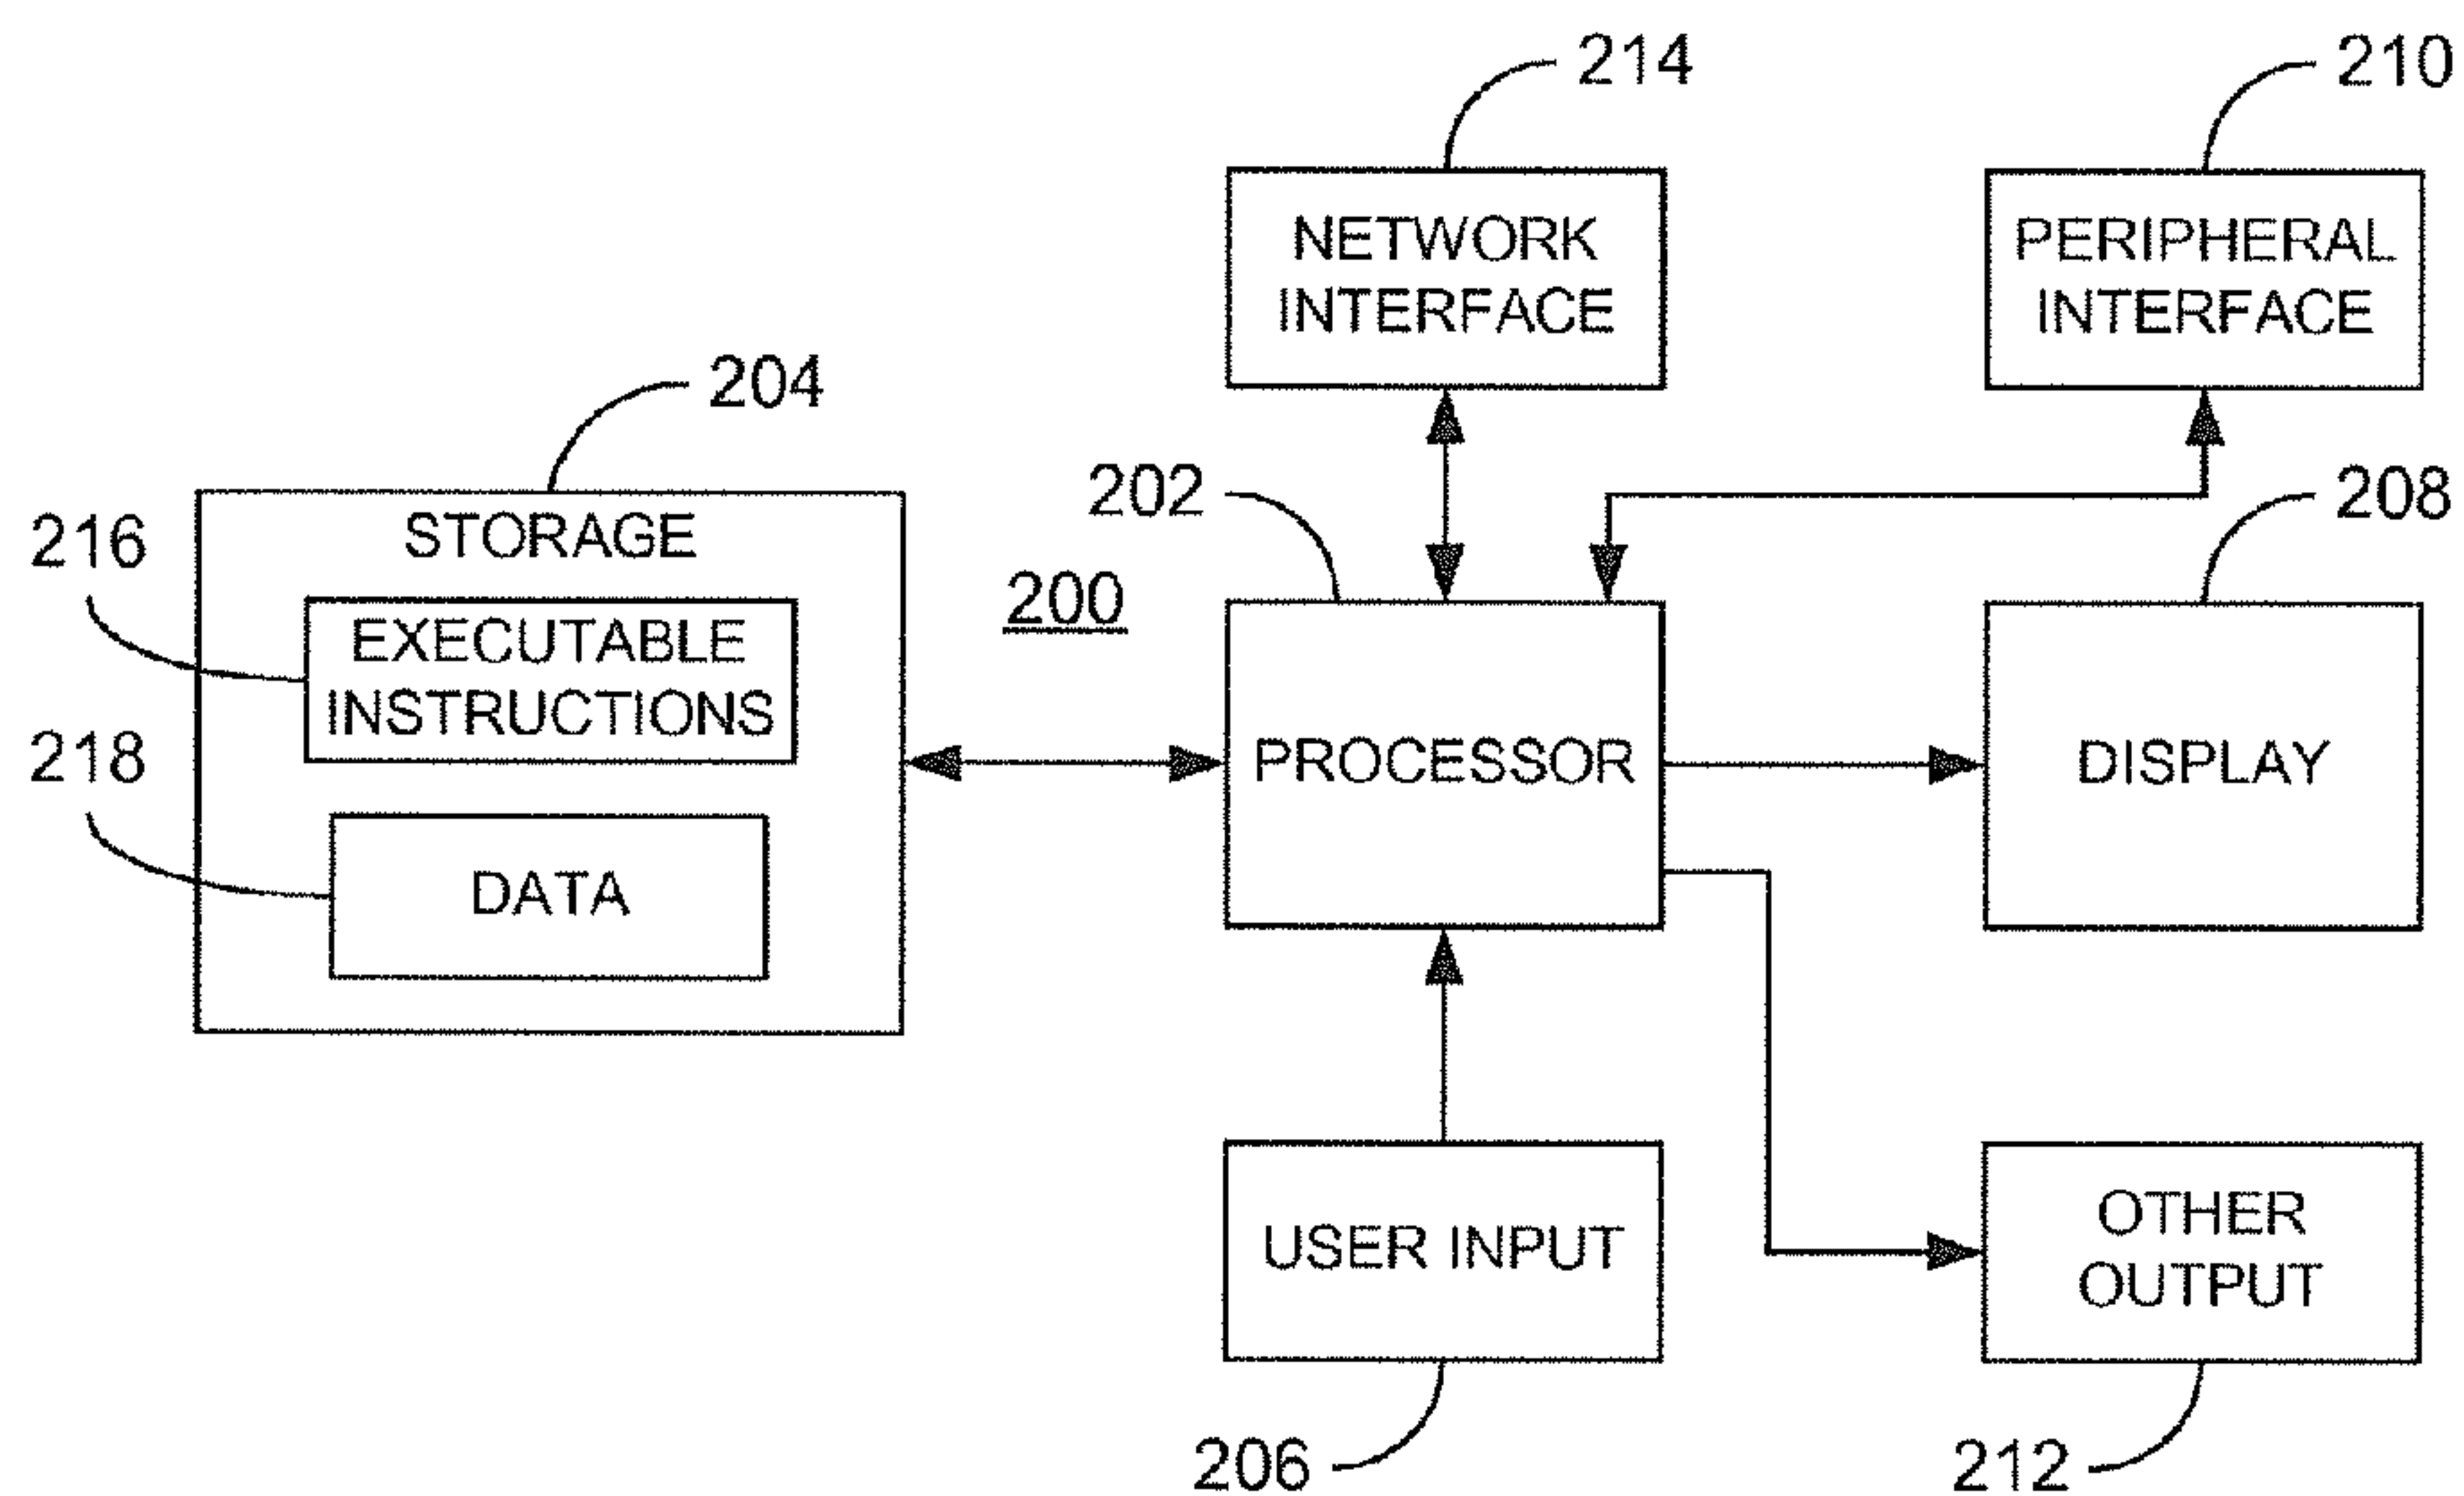 214
210
NETWORK
INTERFACE
PERIPHERAL
INTERFACE
204
202
208
216
STORAGE
200
EXECUTABLE
INSTRUCTIONS
218
PROCESSOR
DISPLAY
DATA
USER INPUT
OTHER
OUTPUT
206
212